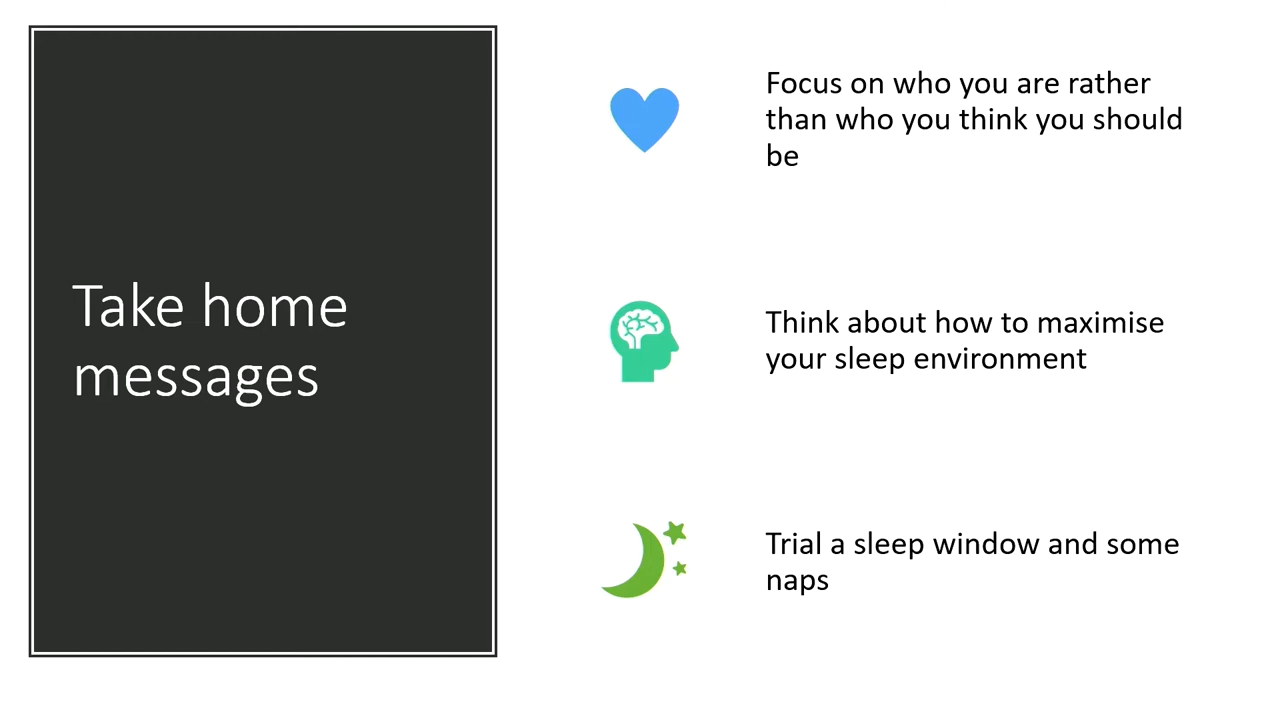 Take home
messages
Focus on who you are rather
than who you think you should
be
Think about how to maximise
your sleep environment
Trial a sleep window and some
naps